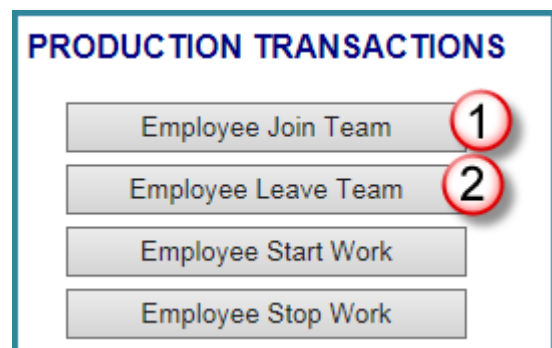 PRODUCTION TRANSACTIONS
Employee Join Team 1
Employee Leave Team 2
Employee Start Work
Employee Stop Work